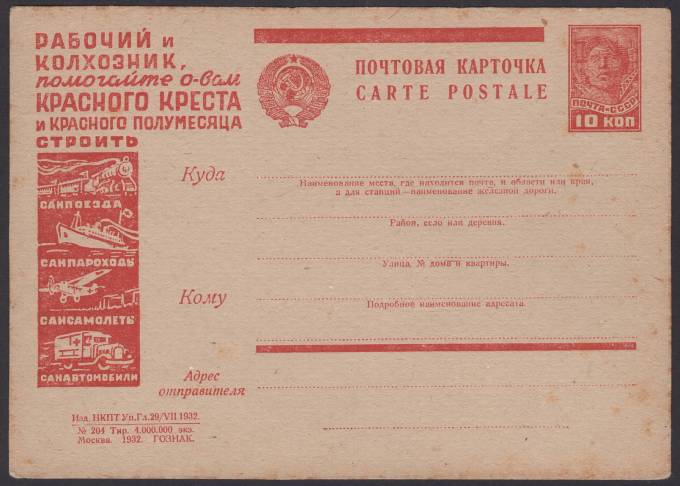 РАБОЧИЙ и
КОЛХОЗНИК,
помогайте о-вам
КРАСНОГО КРЕСТА
и КРАСНОГО ПОЛУМЕСЯЦА
СТРОИТЬ
САНПОЕЗДА
САНПАРОХОДЫ
САНСАМОЛЕТЫ
САНАВТОМОБИЛИ
Изд. НКПТ Уп.Гл.29/VII 1932.
№ 204 Тир. 4.000.000 экз.
Москва. 1932. ГОЗНАК.
ПОЧТОВАЯ КАРТОЧКА
CARTE POSTALE
ПОЧТА-СССР
10 КОП
Куда
Наименование места, где находится почта, и области или края,
а для станций—наименование железной дороги.
Район, село или деревня.
Улица, № дома и квартиры.
Кому
Подробное наименование адресата.
Адрес
отправителя